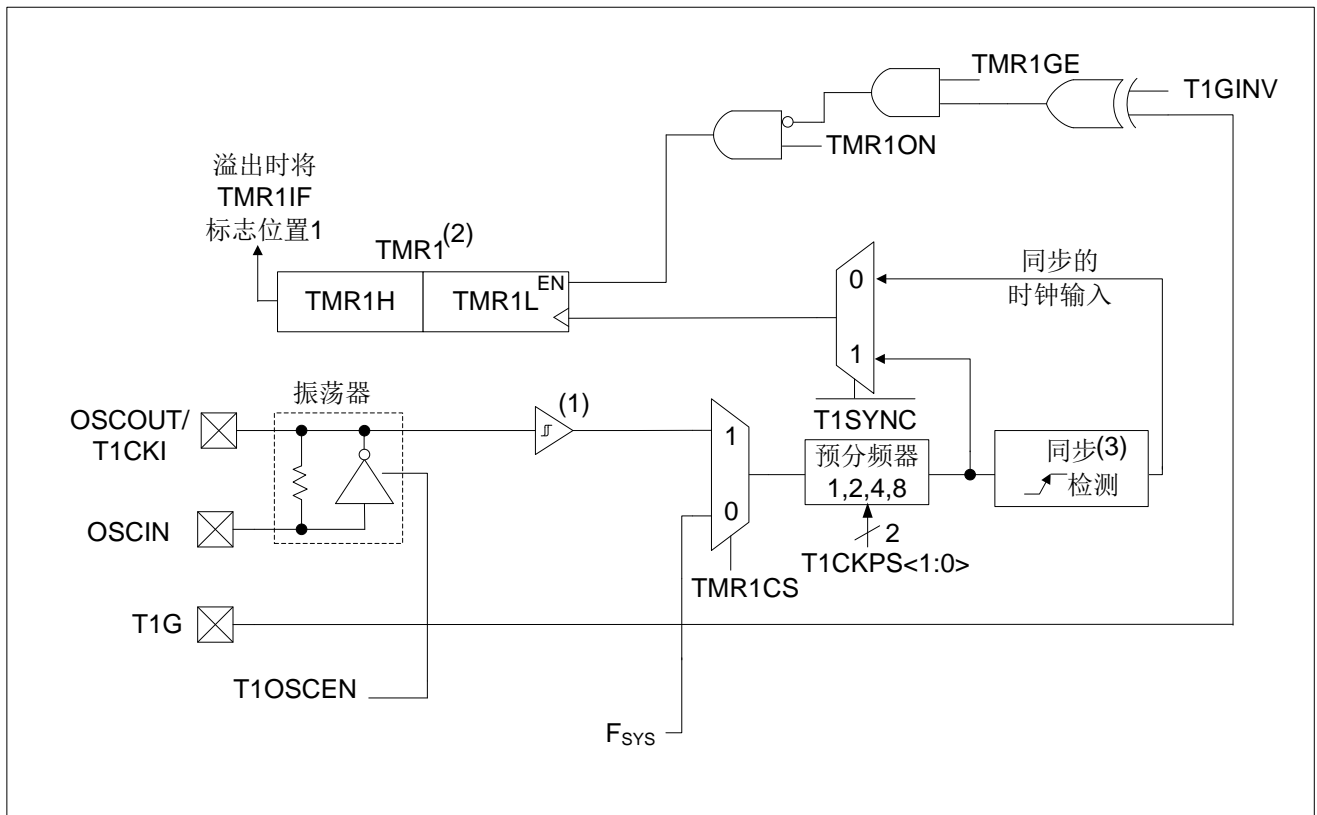 TMR1GE
T1GINV
TMR1ON
溢出时将
TMR1IF
标志位置1
TMR1(2)
EN
TMR1H
TMR1L
0
1
同步的
时钟输入
T1SYNC
振荡器
(1)
OSCOUT/
T1CKI
1
0
预分频器
1,2,4,8
同步(3)
检测
OSCIN
2
T1CKPS<1:0>
TMR1CS
T1G
T1OSCEN
FSYS